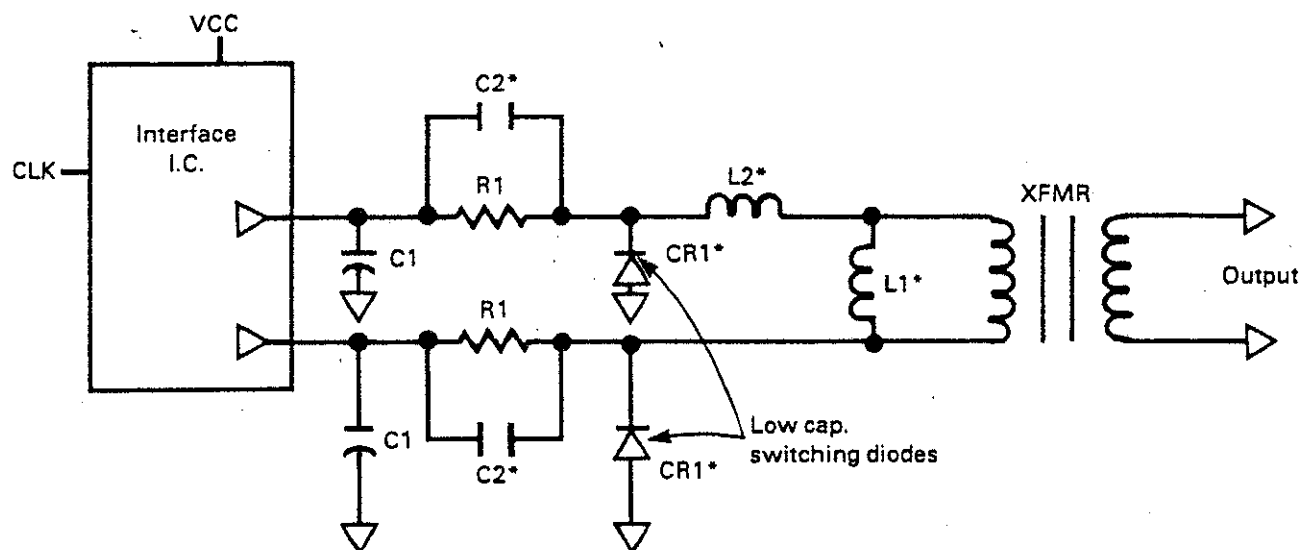 VCC
C2*
Interface
I.C.
CLK
R1
L2*
XFMR
C1
CR1*
L1*
Output
R1
C1
C2*
CR1*
Low cap.
switching diodes